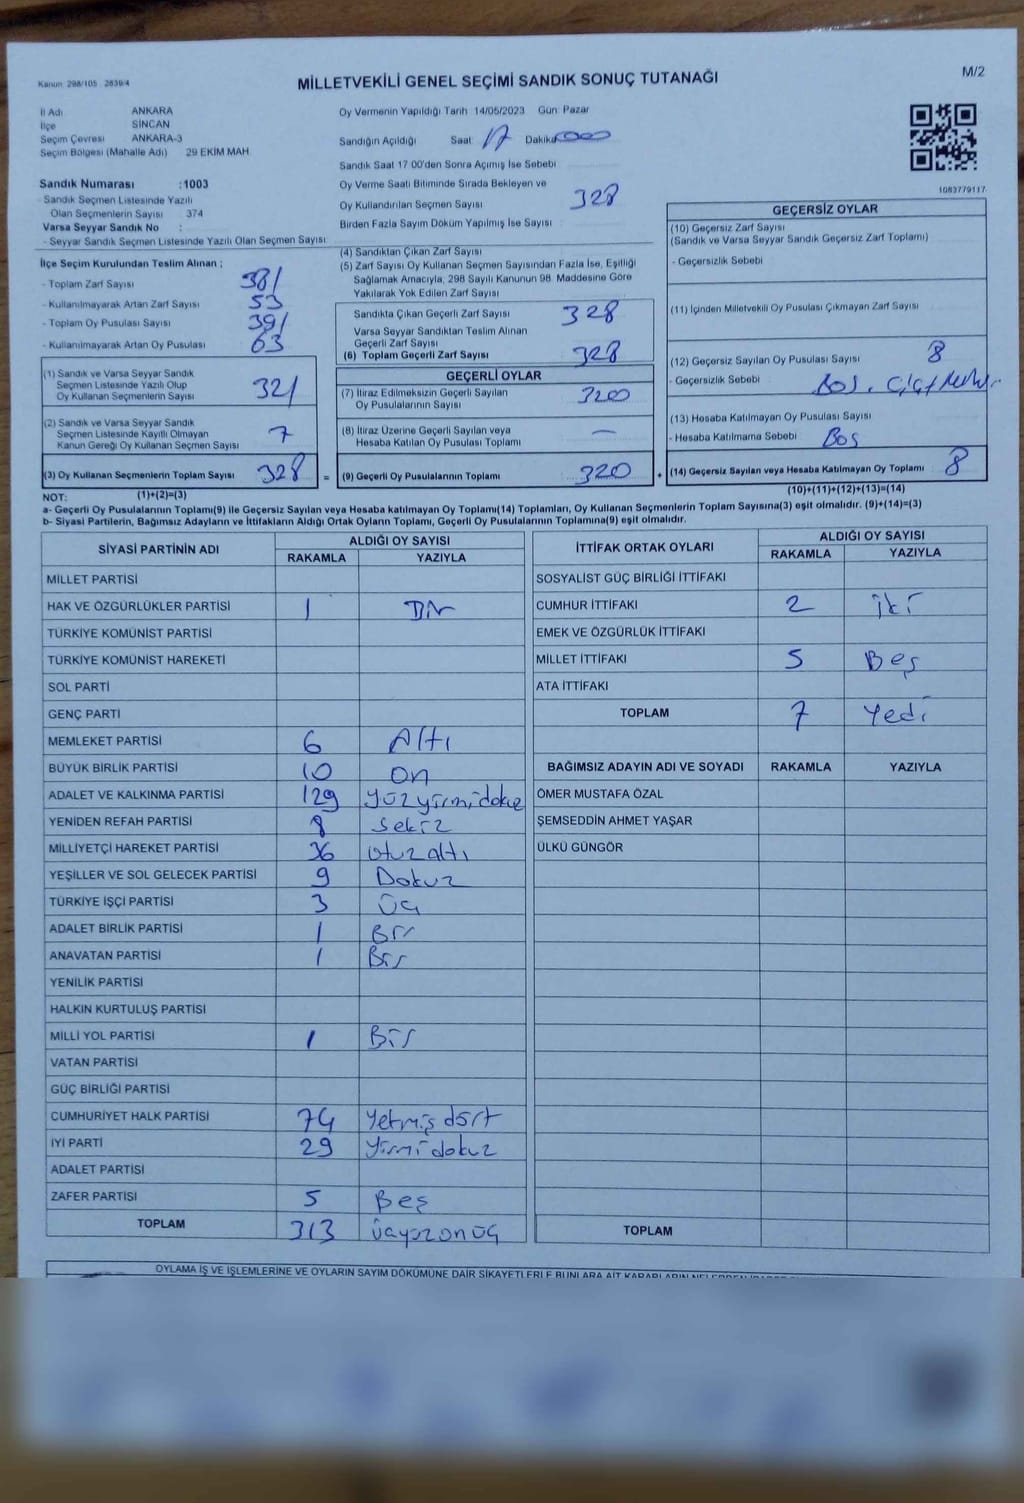 Kanun 298/105 2839/4
MİLLETVEKİLİ GENEL SEÇİMİ SANDIK SONUÇ TUTANAĞI
M/2
İl Adı ANKARA
İlçe SİNCAN
Seçim Çevresi ANKARA-3
Seçim Bölgesi (Mahalle Adı) 29 EKİM MAH.
Sandık Numarası :1003
- Sandık Seçmen Listesinde Yazılı
Olan Seçmenlerin Sayısı 374
Varsa Seyyar Sandık No :
- Seyyar Sandık Seçmen Listesinde Yazılı Olan Seçmen Sayısı:
Oy Vermenin Yapıldığı Tarih 14/05/2023 Gün: Pazar
Sandığın Açıldığı Saat 17 Dakika 00
Sandık Saat 17 00'den Sonra Açımış İse Sebebi
Oy Verme Saati Bitiminde Sırada Bekleyen ve
Oy Kullandırılan Seçmen Sayısı 328
Birden Fazla Sayım Döküm Yapılmış İse Sayısı
1083779117
İlçe Seçim Kurulundan Teslim Alınan ;
- Toplam Zarf Sayısı 381
- Kullanılmayarak Artan Zarf Sayısı 53
- Toplam Oy Pusulası Sayısı 391
- Kullanılmayarak Artan Oy Pusulası 63
(4) Sandıktan Çıkan Zarf Sayısı
(5) Zarf Sayısı Oy Kullanan Seçmen Sayısından Fazla İse, Eşitliği
Sağlamak Amacıyla, 298 Sayılı Kanunun 98. Maddesine Göre
Yakılarak Yok Edilen Zarf Sayısı
Sandıkta Çıkan Geçerli Zarf Sayısı 328
Varsa Seyyar Sandıktan Teslim Alınan
Geçerli Zarf Sayısı
(6) Toplam Geçerli Zarf Sayısı 328
GEÇERSİZ OYLAR
(10) Geçersiz Zarf Sayısı
(Sandık ve Varsa Seyyar Sandık Geçersiz Zarf Toplamı)
- Geçersizlik Sebebi
(11) İçinden Milletvekili Oy Pusulası Çıkmayan Zarf Sayısı
(12) Geçersiz Sayılan Oy Pusulası Sayısı 8
- Geçersizlik Sebebi Boş,
(13) Hesaba Katılmayan Oy Pusulası Sayısı
- Hesaba Katılmama Sebebi Boş
(14) Geçersiz Sayılan veya Hesaba Katılmayan Oy Toplamı 8
(10)+(11)+(12)+(13)=(14)
(1) Sandık ve Varsa Seyyar Sandık
Seçmen Listesinde Yazılı Olup
Oy Kullanan Seçmenlerin Sayısı 321
(2) Sandık ve Varsa Seyyar Sandık
Seçmen Listesinde Kayıtlı Olmayan
Kanun Gereği Oy Kullanan Seçmen Sayısı 7
(3) Oy Kullanan Seçmenlerin Toplam Sayısı 328 =
GEÇERLİ OYLAR
(7) İtiraz Edilmeksizin Geçerli Sayılan
Oy Pusulalarının Sayısı 320
(8) İtiraz Üzerine Geçerli Sayılan veya
Hesaba Katılan Oy Pusulası Toplamı —
(9) Geçerli Oy Pusulalarının Toplamı 320 +
NOT: (1)+(2)=(3)
a- Geçerli Oy Pusulalarının Toplamı(9) ile Geçersiz Sayılan veya Hesaba katılmayan Oy Toplamı(14) Toplamları, Oy Kullanan Seçmenlerin Toplam Sayısına(3) eşit olmalıdır. (9)+(14)=(3)
b- Siyasi Partilerin, Bağımsız Adayların ve İttifakların Aldığı Ortak Oyların Toplamı, Geçerli Oy Pusulalarının Toplamına(9) eşit olmalıdır.
SİYASİ PARTİNİN ADI ALDIĞI OY SAYISI
RAKAMLA YAZIYLA
MİLLET PARTİSİ
HAK VE ÖZGÜRLÜKLER PARTİSİ 1 Bir
TÜRKİYE KOMÜNİST PARTİSİ
TÜRKİYE KOMÜNİST HAREKETİ
SOL PARTİ
GENÇ PARTİ
MEMLEKET PARTİSİ 6 Altı
BÜYÜK BİRLİK PARTİSİ 10 on
ADALET VE KALKINMA PARTİSİ 129 yüzyirmidokuz
YENİDEN REFAH PARTİSİ 8 sekiz
MİLLİYETÇİ HAREKET PARTİSİ 36 otuzaltı
YEŞİLLER VE SOL GELECEK PARTİSİ 9 Dokuz
TÜRKİYE İŞÇİ PARTİSİ 3 üç
ADALET BİRLİK PARTİSİ 1 Bir
ANAVATAN PARTİSİ 1 Bir
YENİLİK PARTİSİ
HALKIN KURTULUŞ PARTİSİ
MİLLİ YOL PARTİSİ 1 Bir
VATAN PARTİSİ
GÜÇ BİRLİĞİ PARTİSİ
CUMHURİYET HALK PARTİSİ 74 Yetmiş dört
İYİ PARTİ 29 Yirmidokuz
ADALET PARTİSİ
ZAFER PARTİSİ 5 Beş
TOPLAM 313 üçyüzonüç
İTTİFAK ORTAK OYLARI ALDIĞI OY SAYISI
RAKAMLA YAZIYLA
SOSYALİST GÜÇ BİRLİĞİ İTTİFAKI
CUMHUR İTTİFAKI 2 iki
EMEK VE ÖZGÜRLÜK İTTİFAKI
MİLLET İTTİFAKI 5 Beş
ATA İTTİFAKI
TOPLAM 7 Yedi
BAĞIMSIZ ADAYIN ADI VE SOYADI RAKAMLA YAZIYLA
ÖMER MUSTAFA ÖZAL
ŞEMSEDDİN AHMET YAŞAR
ÜLKÜ GÜNGÖR
TOPLAM
OYLAMA İŞ VE İŞLEMLERİNE VE OYLARIN SAYIM DÖKÜMÜNE DAİR ŞİKAYETLERLE BUNLARA AİT